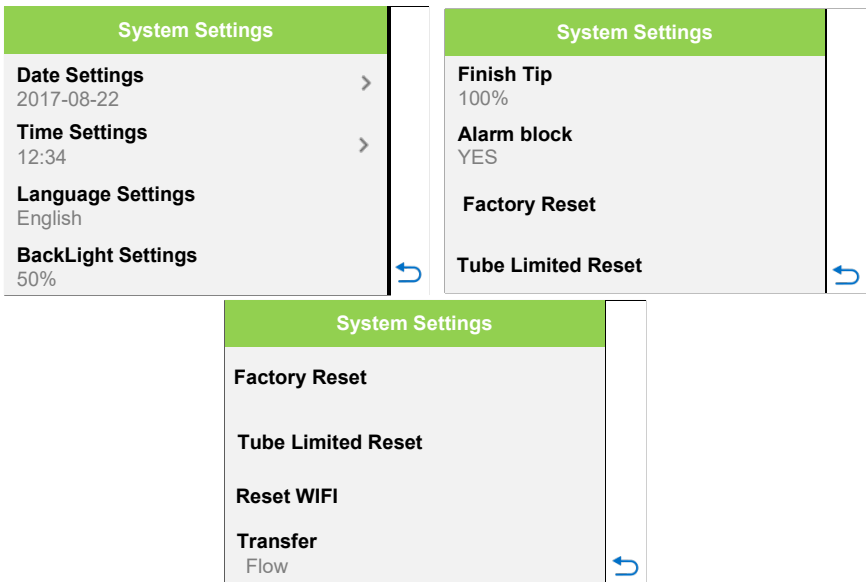 System Settings
Date Settings
2017-08-22
Time Settings
12:34
Language Settings
English
BackLight Settings
50%
System Settings
Finish Tip
100%
Alarm block
YES
Factory Reset
Tube Limited Reset
System Settings
Factory Reset
Tube Limited Reset
Reset WIFI
Transfer
Flow